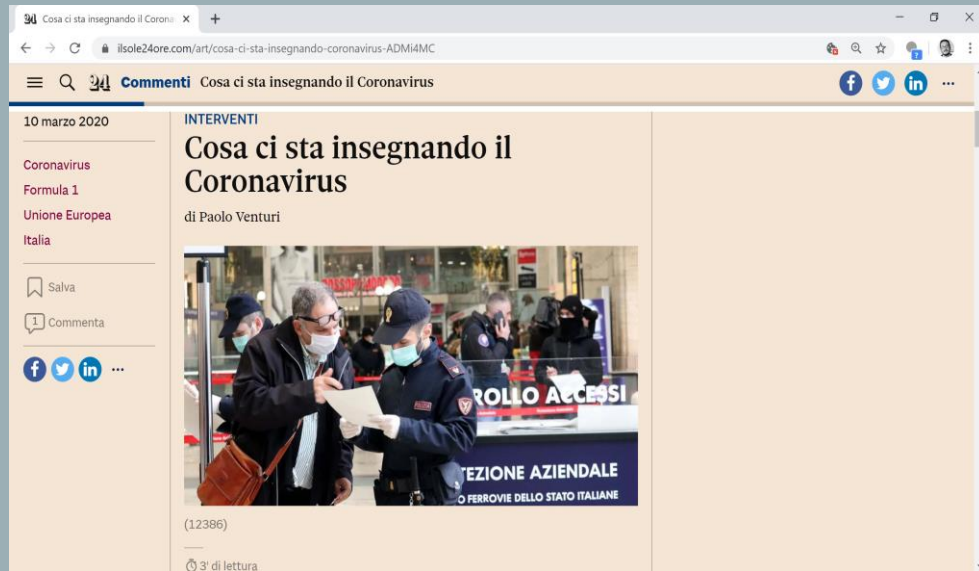 Cosa ci sta insegnando il Corona
ilsole24ore.com/art/cosa-ci-sta-insegnando-coronavirus-ADMi4MC
24 Commenti Cosa ci sta insegnando il Coronavirus
10 marzo 2020
Coronavirus
Formula 1
Unione Europea
Italia
Salva
1 Commenta
INTERVENTI
Cosa ci sta insegnando il
Coronavirus
di Paolo Venturi
ROLLO ACCESSI
TEZIONE AZIENDALE
O FERROVIE DELLO STATO ITALIANE
(12386)
3' di lettura